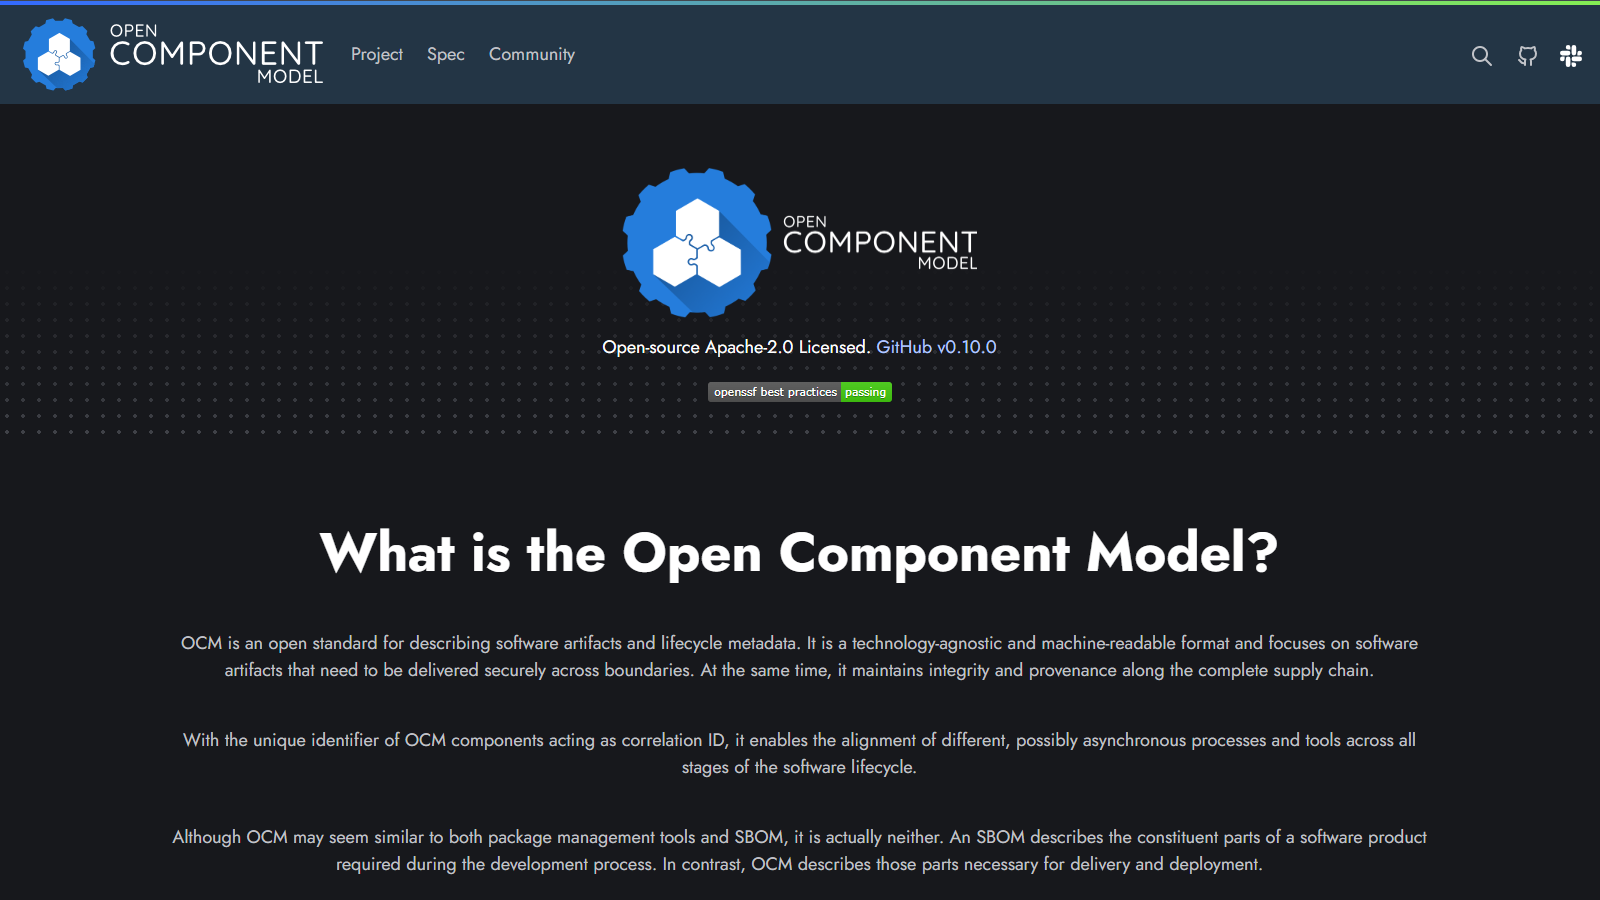 OPEN
COMPONENT
MODEL
Project Spec Community
OPEN
COMPONENT
MODEL
Open-source Apache-2.0 Licensed. GitHub v0.10.0
openssf best practices passing
What is the Open Component Model?
OCM is an open standard for describing software artifacts and lifecycle metadata. It is a technology-agnostic and machine-readable format and focuses on software
artifacts that need to be delivered securely across boundaries. At the same time, it maintains integrity and provenance along the complete supply chain.
With the unique identifier of OCM components acting as correlation ID, it enables the alignment of different, possibly asynchronous processes and tools across all
stages of the software lifecycle.
Although OCM may seem similar to both package management tools and SBOM, it is actually neither. An SBOM describes the constituent parts of a software product
required during the development process. In contrast, OCM describes those parts necessary for delivery and deployment.